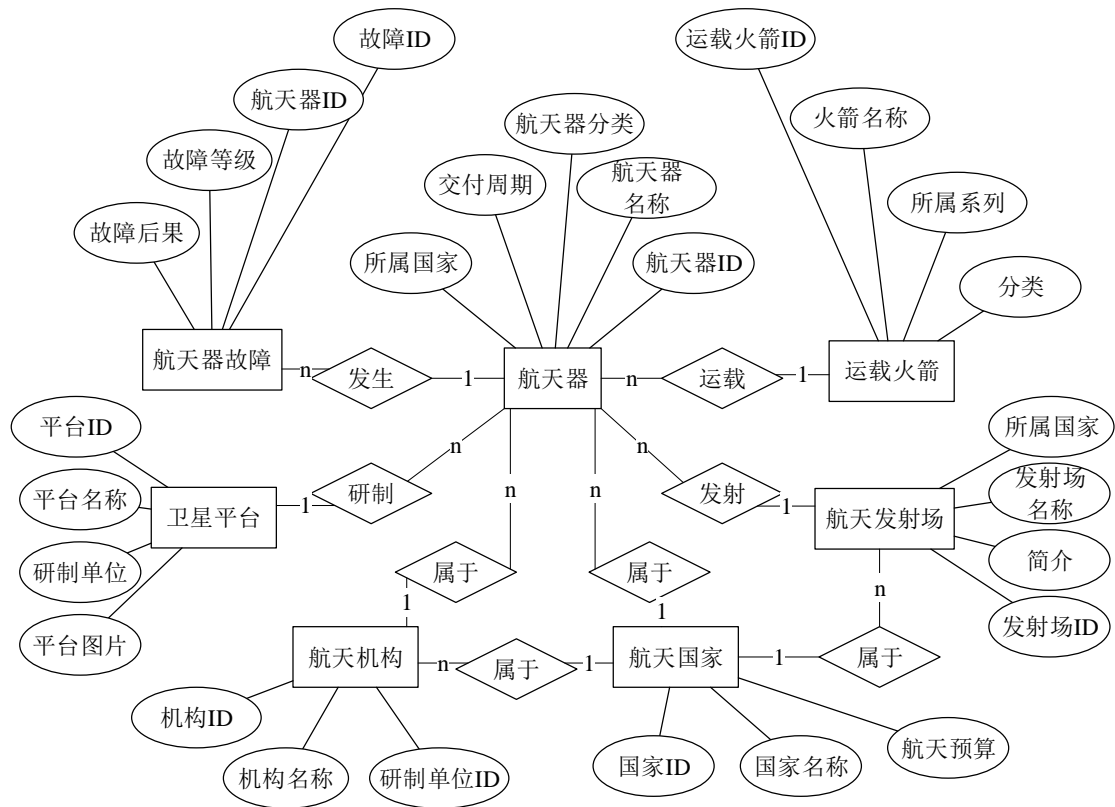 故障ID
运载火箭ID
航天器ID
火箭名称
航天器分类
故障等级
交付周期
航天器
名称
所属系列
故障后果
所属国家
航天器ID
分类
航天器故障
n
发生
1
航天器
n
运载
1
运载火箭
平台ID
n
n
所属国家
平台名称
研制
n
n
发射
发射场
名称
卫星平台
1
1
航天发射场
研制单位
简介
属于
属于
n
平台图片
1
1
发射场ID
航天机构
n
属于
1
航天国家
1
属于
机构ID
航天预算
机构名称
研制单位ID
国家ID
国家名称